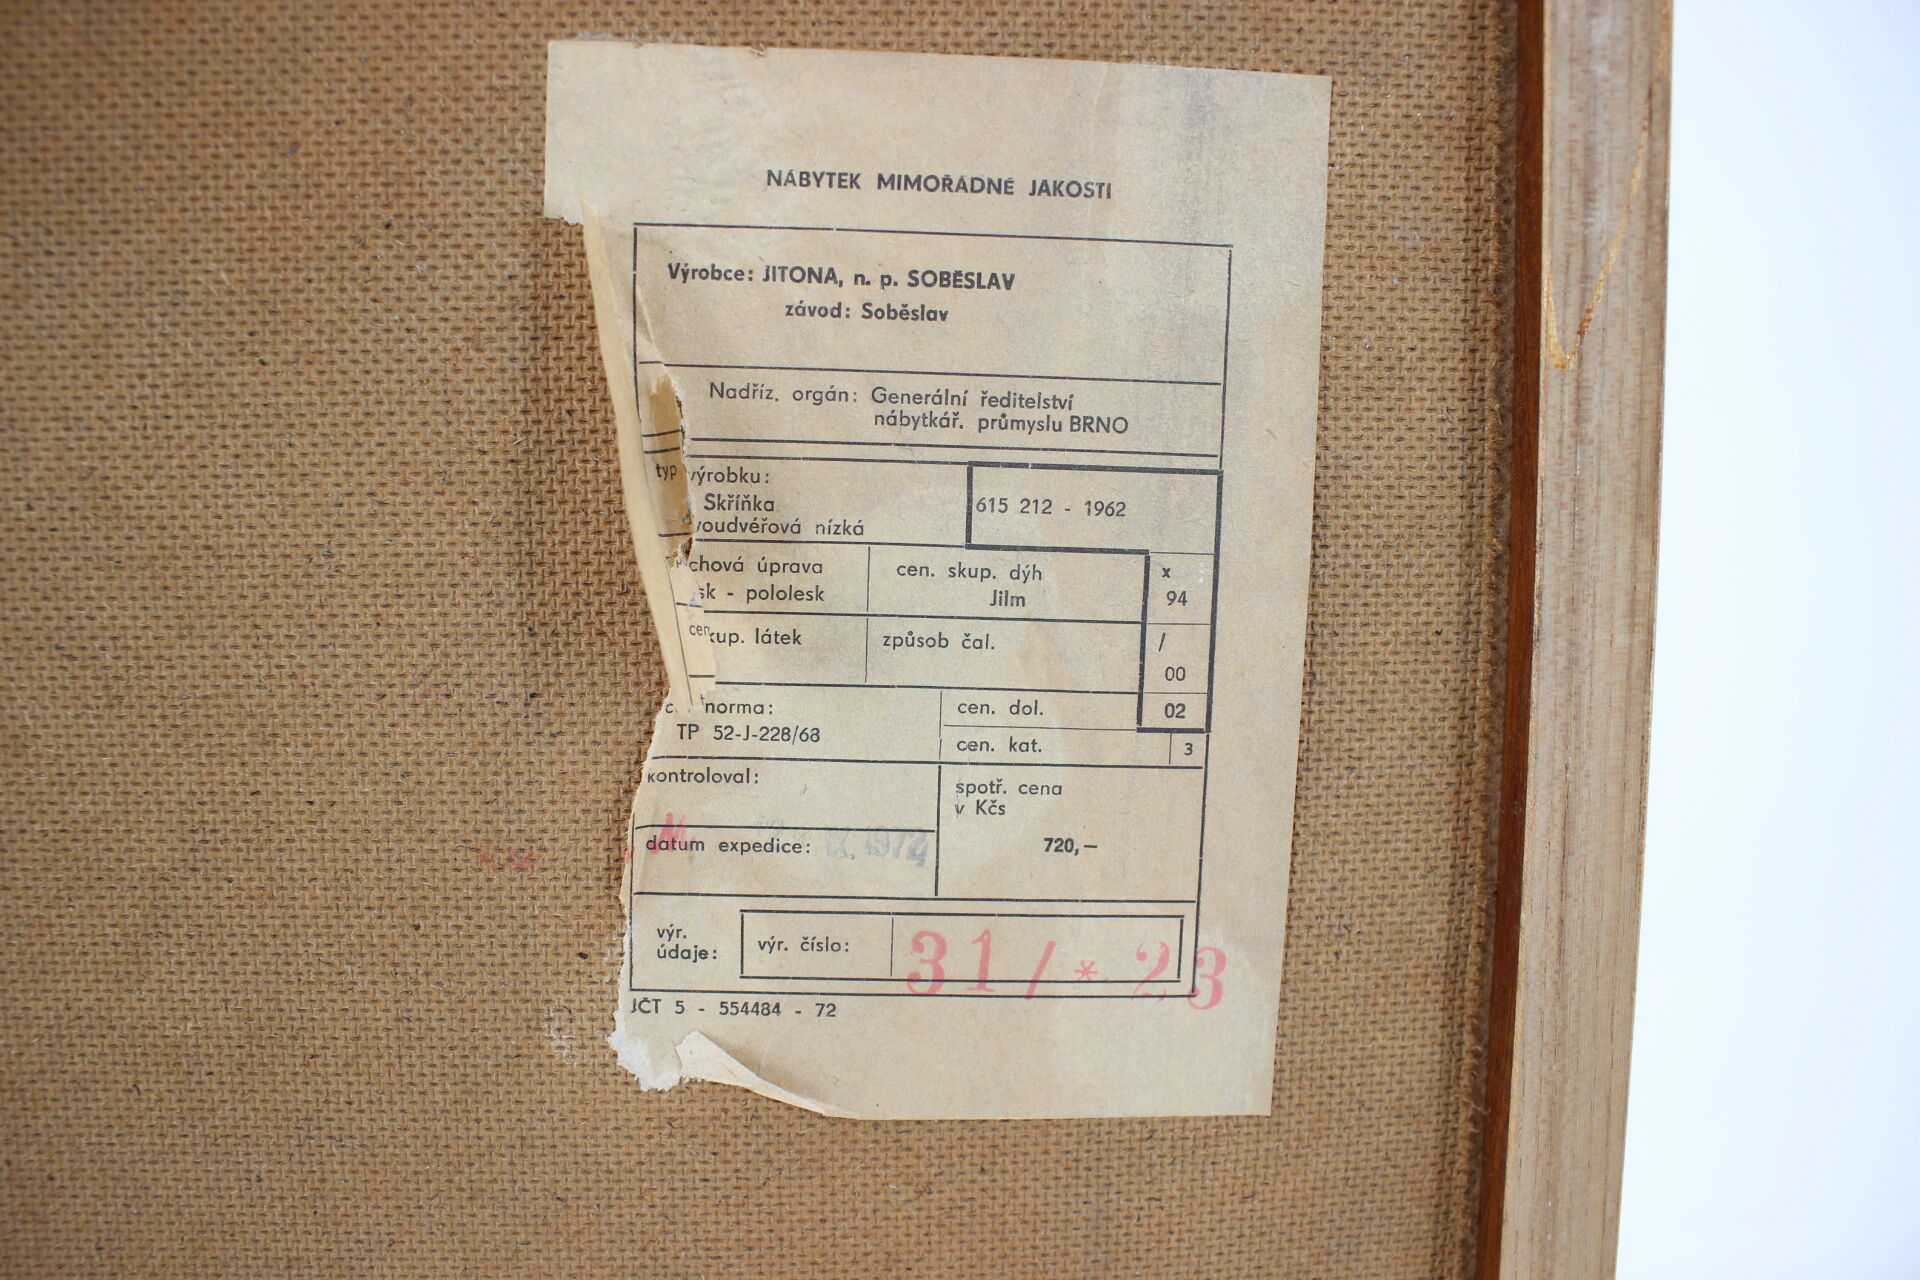 NÁBYTEK MIMOŘÁDNÉ JAKOSTI
Výrobce: JITONA, n. p. SOBĚSLAV
závod: Soběslav
Nadříz. orgán: Generální ředitelství
nábytkář. průmyslu BRNO
typ výrobku:
Skříňka
dvoudvéřová nízká
615 212 - 1962
chová úprava
sk - pololesk
cen. skup. dýh
Jilm
x
94
cen kup. látek
způsob čal.
/
00
norma:
TP 52-J-228/68
cen. dol.
02
cen. kat.
3
kontroloval:
spotř. cena
v Kčs
720,—
datum expedice:
1974
výr.
údaje:
výr. číslo:
31/*23
JČT 5 - 554484 - 72